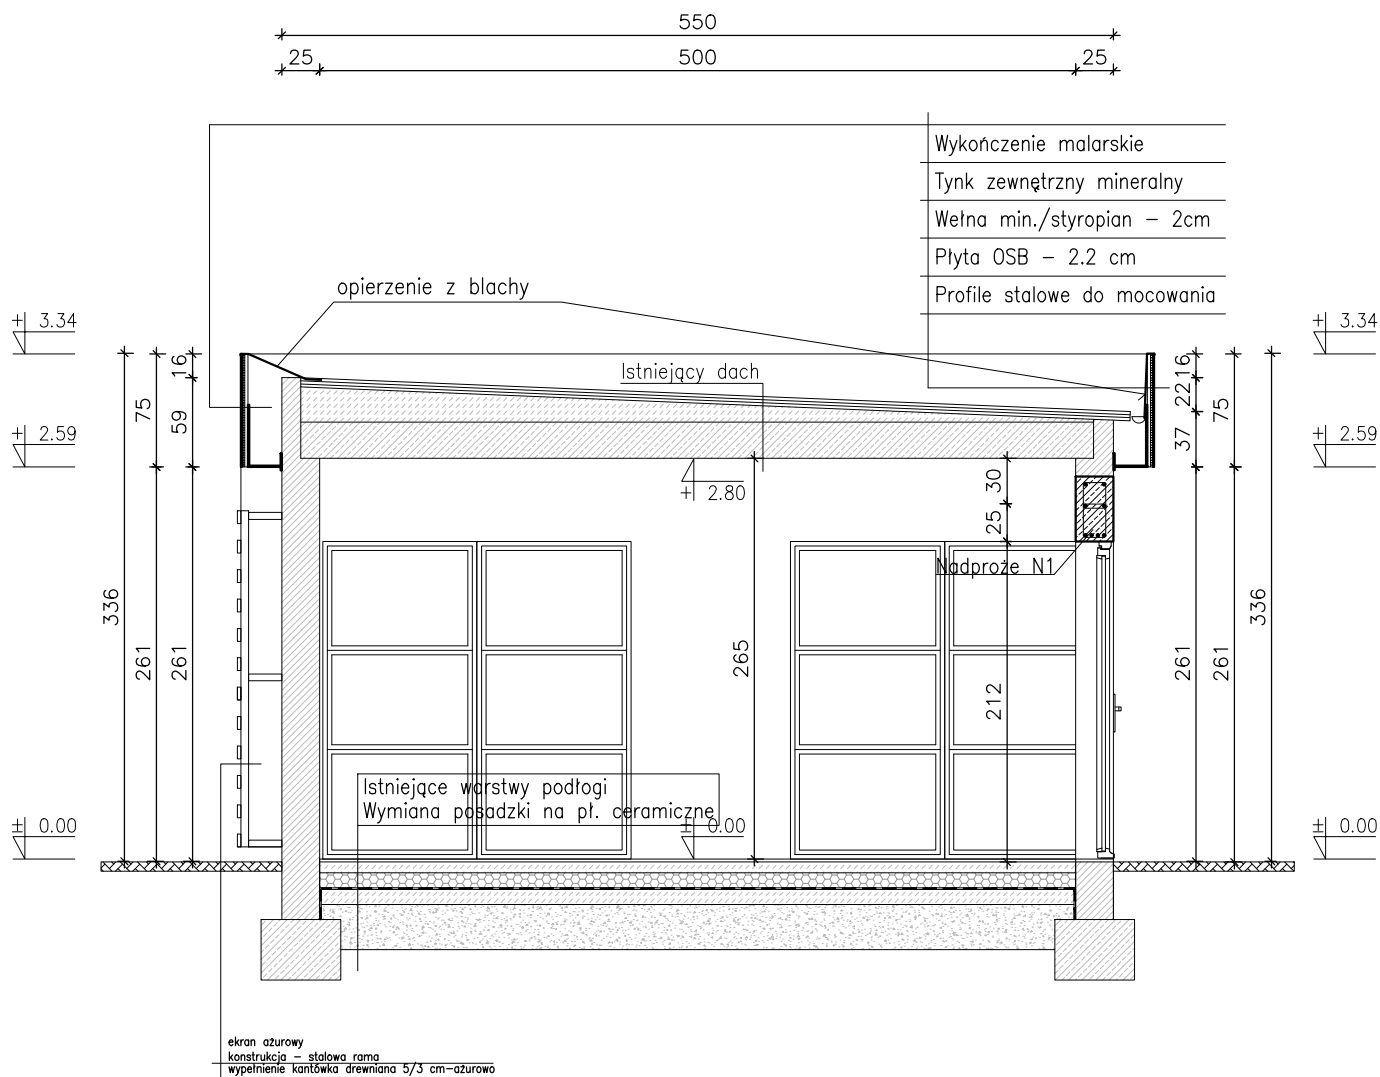 550
25 500 25
Wykończenie malarskie
Tynk zewnętrzny mineralny
Wełna min./styropian – 2cm
Płyta OSB – 2.2 cm
Profile stalowe do mocowania
opierzenie z blachy
± 3.34
± 3.34
Istniejący dach
16
75
59
16
22
75
37
± 2.59
± 2.59
± 2.80
30
25
Nadproże N1
336
261
261
265
212
261
261
336
Istniejące warstwy podłogi
Wymiana posadzki na pł. ceramiczne
± 0.00
± 0.00
± 0.00
ekran ażurowy
konstrukcja – stalowa rama
wypełnienie kantówka drewniana 5/3 cm–ażurowo